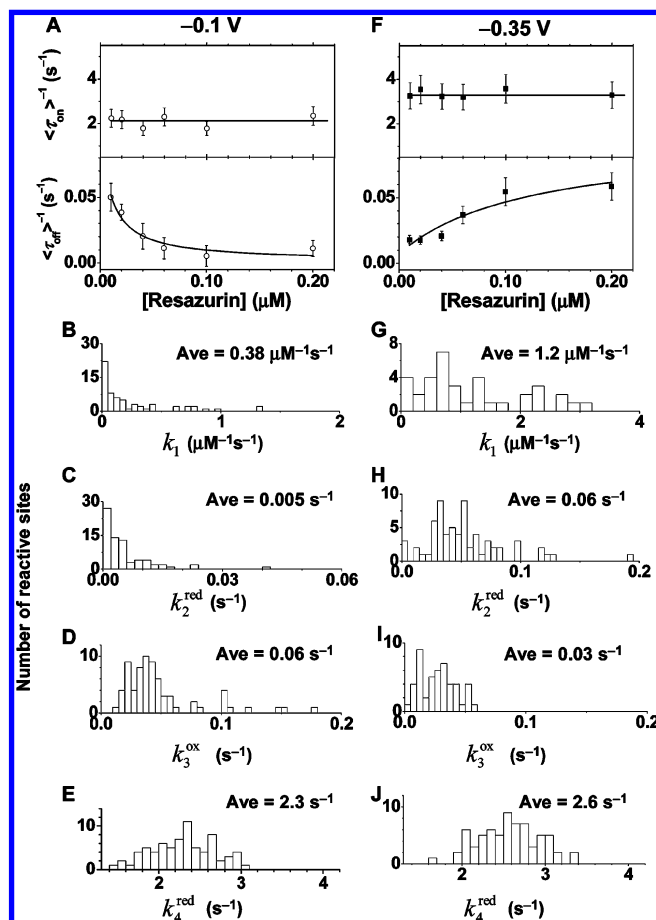 A –0.1 V
<τon>⁻¹ (s⁻¹)
4
2
<τoff>⁻¹ (s⁻¹)
0.05
0.00
0.00 0.10 0.20
[Resazurin] (μM)
F –0.35 V
<τon>⁻¹ (s⁻¹)
4
2
<τoff>⁻¹ (s⁻¹)
0.05
0.00
0.00 0.10 0.20
[Resazurin] (μM)
Number of reactive sites
B
Ave = 0.38 μM⁻¹s⁻¹
30
15
0
0 1 2
k₁ (μM⁻¹s⁻¹)
G
Ave = 1.2 μM⁻¹s⁻¹
8
4
0
0 2 4
k₁ (μM⁻¹s⁻¹)
C
Ave = 0.005 s⁻¹
30
15
0
0.00 0.03 0.06
k₂ʳᵉᵈ (s⁻¹)
H
Ave = 0.06 s⁻¹
10
5
0
0.0 0.1 0.2
k₂ʳᵉᵈ (s⁻¹)
D
Ave = 0.06 s⁻¹
10
0
0.0 0.1 0.2
k₃ᵒˣ (s⁻¹)
I
Ave = 0.03 s⁻¹
10
0
0.0 0.1 0.2
k₃ᵒˣ (s⁻¹)
E
Ave = 2.3 s⁻¹
10
0
2 3 4
k₄ʳᵉᵈ (s⁻¹)
J
Ave = 2.6 s⁻¹
10
0
2 3 4
k₄ʳᵉᵈ (s⁻¹)